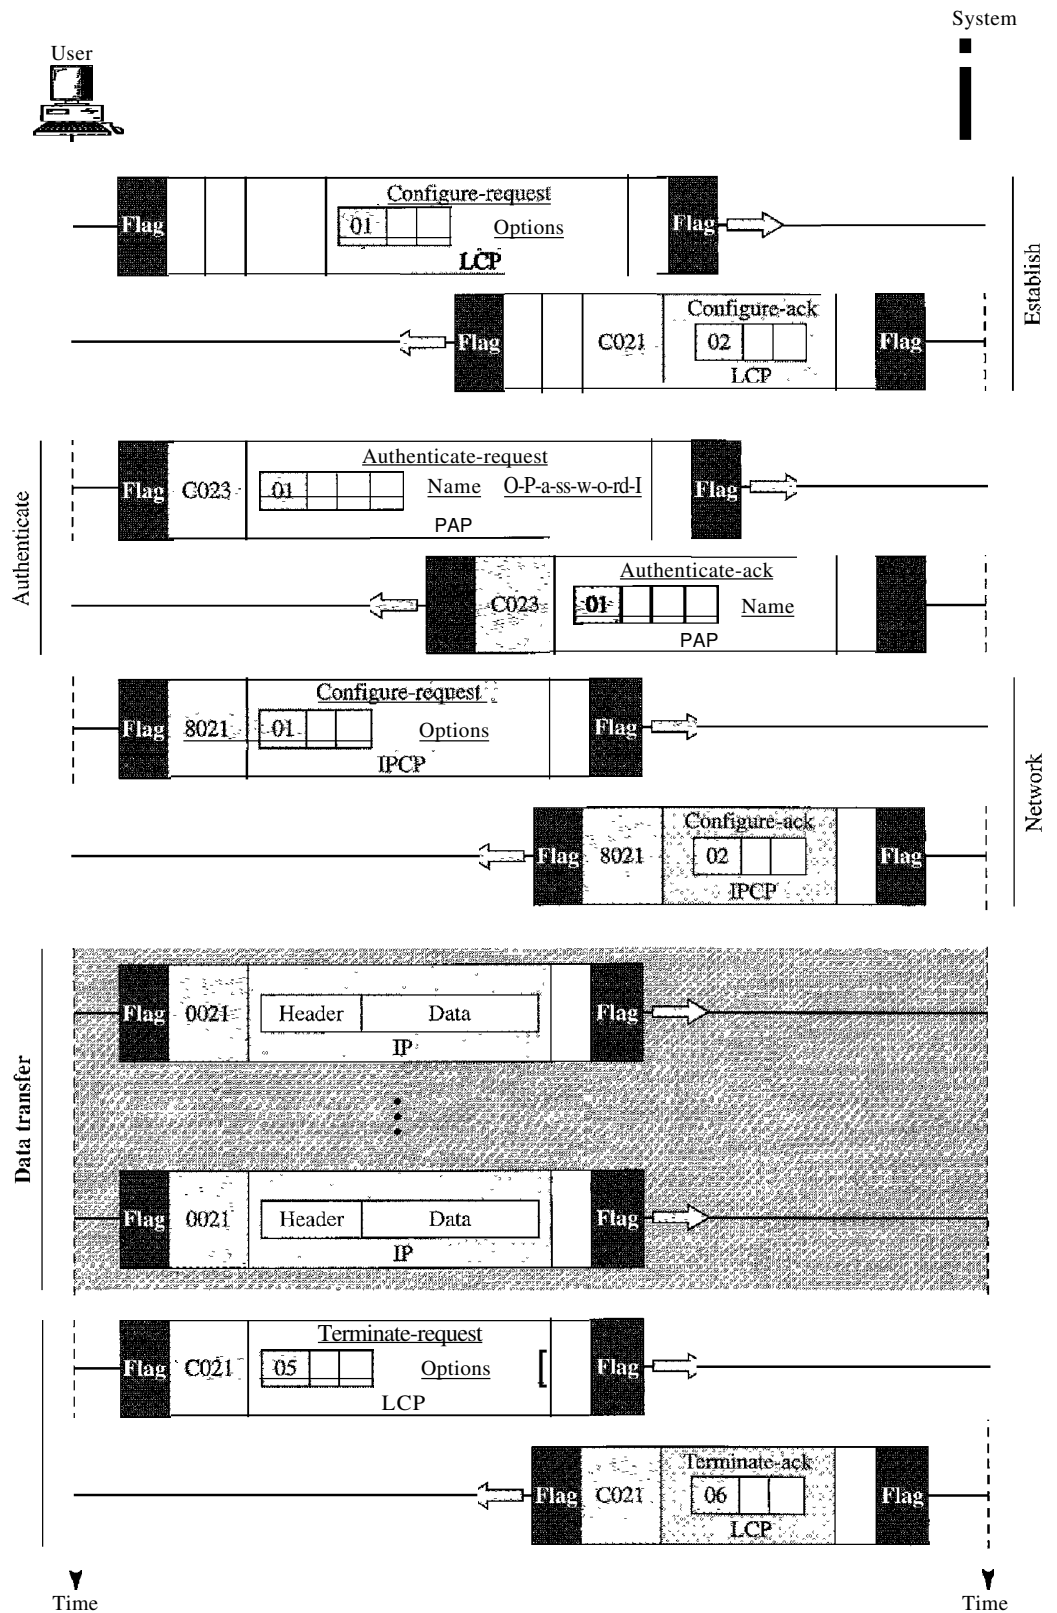 System
User
Configure-request
Flag 01 Options Flag
LCP
Establish
Configure-ack
Flag C021 02 Flag
LCP
Authenticate
Authenticate-request
Flag C023 01 Name O-P-a-ss-w-o-rd-I Flag
PAP
Authenticate-ack
C023 01 Name
PAP
Configure-request
Flag 8021 01 Options Flag
IPCP
Network
Configure-ack
Flag 8021 02 Flag
IPCP
Data transfer
Flag 0021 Header Data Flag
IP
Flag 0021 Header Data Flag
IP
Terminate-request
Flag C021 05 Options [ Flag
LCP
Terminate-ack
Flag C021 06 Flag
LCP
Time Time